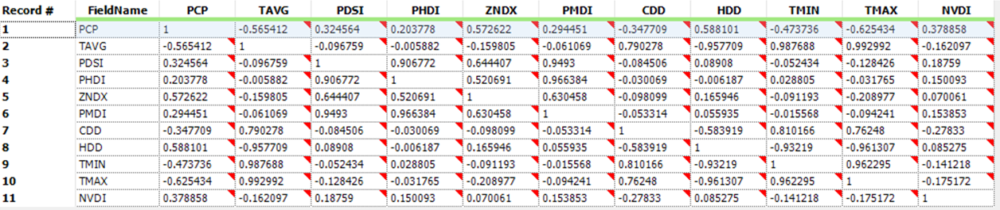 Record # FieldName PCP TAVG PDSI PHDI ZNDX PMDI CDD HDD TMIN TMAX NVDI
1 PCP 1 -0.565412 0.324564 0.203778 0.572622 0.294451 -0.347709 0.588101 -0.473736 -0.625434 0.378858
2 TAVG -0.565412 1 -0.096759 -0.005882 -0.159805 -0.061069 0.790278 -0.957709 0.987688 0.992992 -0.162097
3 PDSI 0.324564 -0.096759 1 0.906772 0.644407 0.9493 -0.084506 0.08908 -0.052434 -0.128426 0.18759
4 PHDI 0.203778 -0.005882 0.906772 1 0.520691 0.966384 -0.030069 -0.006187 0.028805 -0.031765 0.150093
5 ZNDX 0.572622 -0.159805 0.644407 0.520691 1 0.630458 -0.098099 0.165946 -0.091193 -0.208977 0.070061
6 PMDI 0.294451 -0.061069 0.9493 0.966384 0.630458 1 -0.053314 0.055935 -0.015568 -0.094241 0.153853
7 CDD -0.347709 0.790278 -0.084506 -0.030069 -0.098099 -0.053314 1 -0.583919 0.810166 0.76248 -0.27833
8 HDD 0.588101 -0.957709 0.08908 -0.006187 0.165946 0.055935 -0.583919 1 -0.93219 -0.961307 0.085275
9 TMIN -0.473736 0.987688 -0.052434 0.028805 -0.091193 -0.015568 0.810166 -0.93219 1 0.962295 -0.141218
10 TMAX -0.625434 0.992992 -0.128426 -0.031765 -0.208977 -0.094241 0.76248 -0.961307 0.962295 1 -0.175172
11 NVDI 0.378858 -0.162097 0.18759 0.150093 0.070061 0.153853 -0.27833 0.085275 -0.141218 -0.175172 1